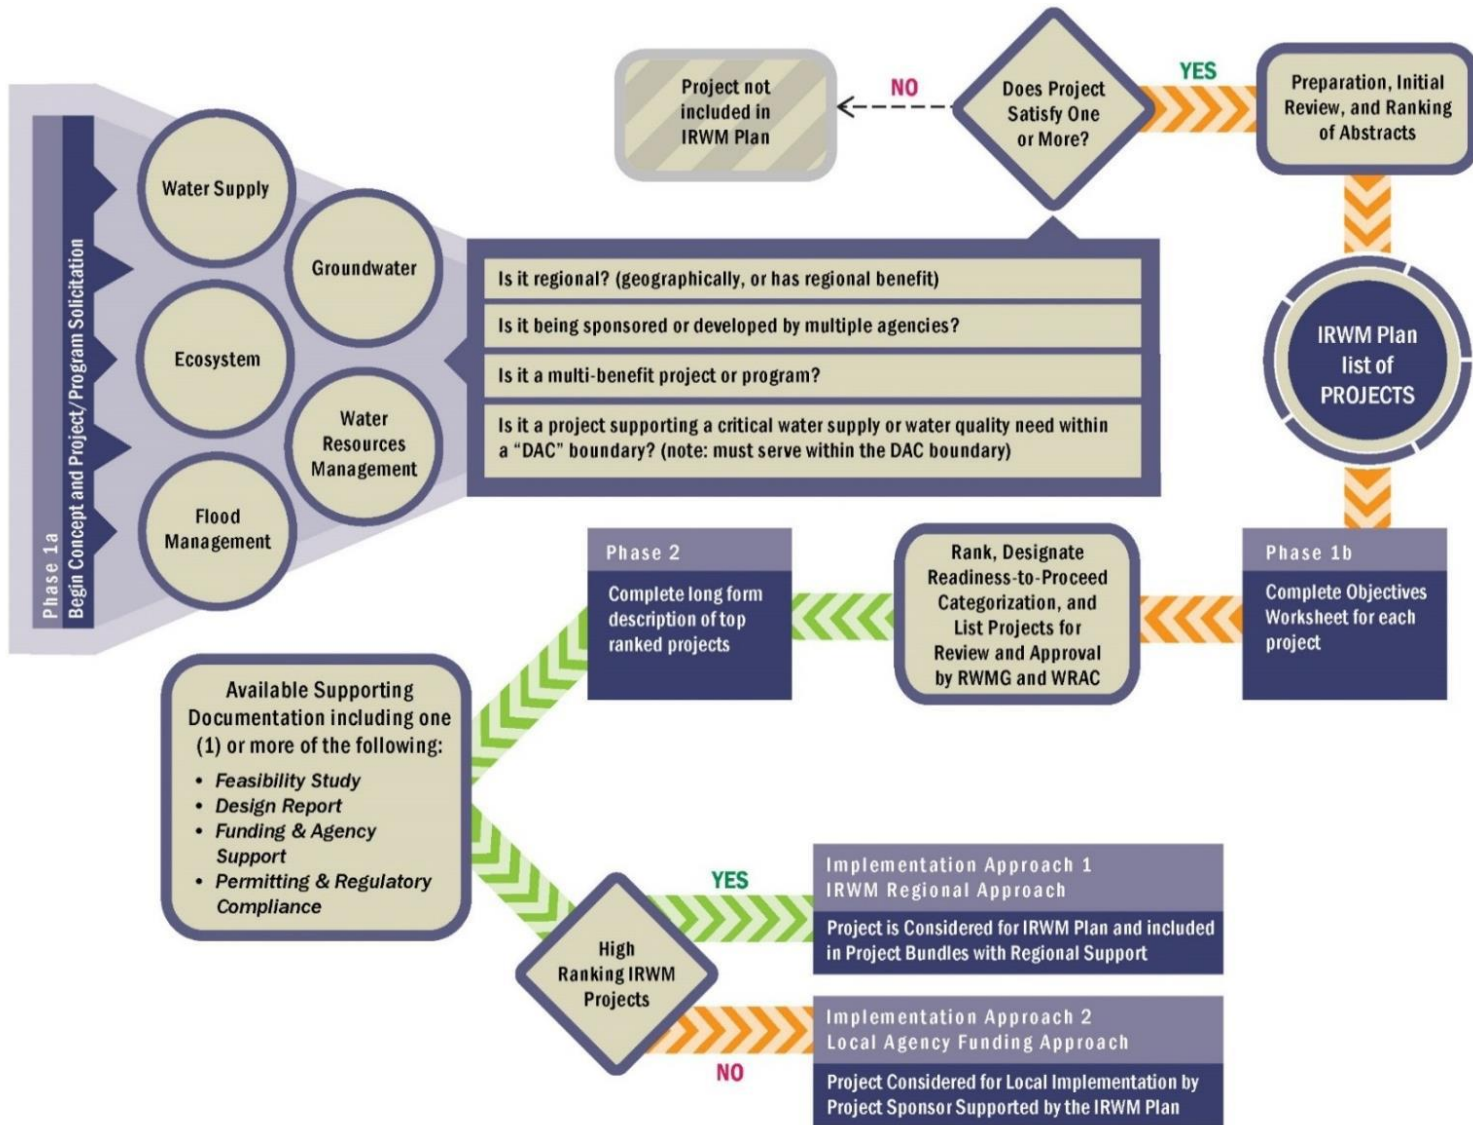 Phase 1a
Begin Concept and Project/Program Solicitation
Water Supply
Groundwater
Ecosystem
Water
Resources
Management
Flood
Management
Is it regional? (geographically, or has regional benefit)
Is it being sponsored or developed by multiple agencies?
Is it a multi-benefit project or program?
Is it a project supporting a critical water supply or water quality need within
a “DAC” boundary? (note: must serve within the DAC boundary)
Does Project
Satisfy One
or More?
NO
Project not
included in
IRWM Plan
YES
Preparation, Initial
Review, and Ranking
of Abstracts
IRWM Plan
list of
PROJECTS
Phase 1b
Complete Objectives
Worksheet for each
project
Rank, Designate
Readiness-to-Proceed
Categorization, and
List Projects for
Review and Approval
by RWMG and WRAC
Phase 2
Complete long form
description of top
ranked projects
Available Supporting
Documentation including one
(1) or more of the following:
• Feasibility Study
• Design Report
• Funding & Agency
Support
• Permitting & Regulatory
Compliance
High
Ranking IRWM
Projects
YES
Implementation Approach 1
IRWM Regional Approach
Project is Considered for IRWM Plan and included
in Project Bundles with Regional Support
NO
Implementation Approach 2
Local Agency Funding Approach
Project Considered for Local Implementation by
Project Sponsor Supported by the IRWM Plan